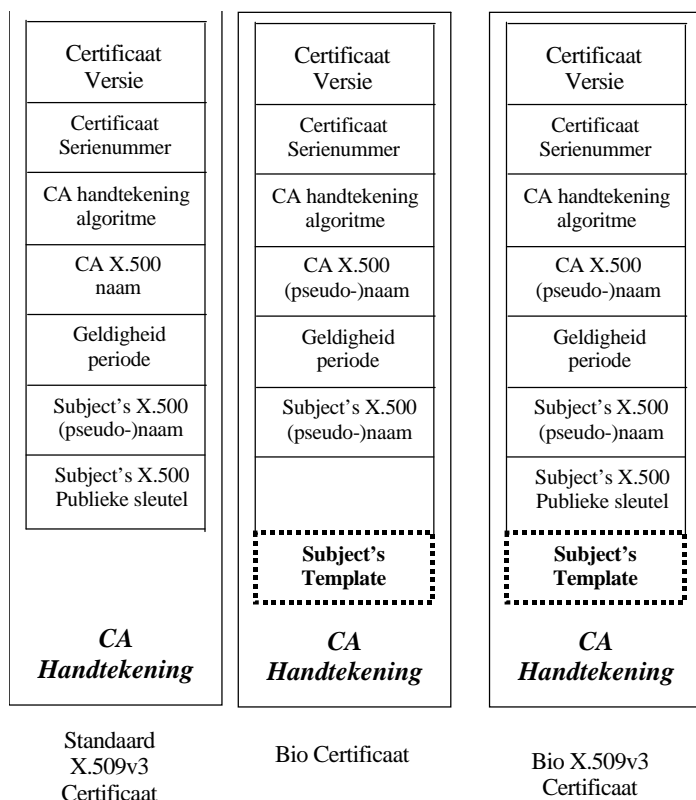 Certificaat
Versie
Certificaat
Serienummer
CA handtekening
algoritme
CA X.500
naam
Geldigheid
periode
Subject's X.500
(pseudo-)naam
Subject's X.500
Publieke sleutel
CA
Handtekening
Standaard
X.509v3
Certificaat
Certificaat
Versie
Certificaat
Serienummer
CA handtekening
algoritme
CA X.500
(pseudo-)naam
Geldigheid
periode
Subject's X.500
(pseudo-)naam
Subject's
Template
CA
Handtekening
Bio Certificaat
Certificaat
Versie
Certificaat
Serienummer
CA handtekening
algoritme
CA X.500
(pseudo-)naam
Geldigheid
periode
Subject's X.500
(pseudo-)naam
Subject's X.500
Publieke sleutel
Subject's
Template
CA
Handtekening
Bio X.509v3
Certificaat